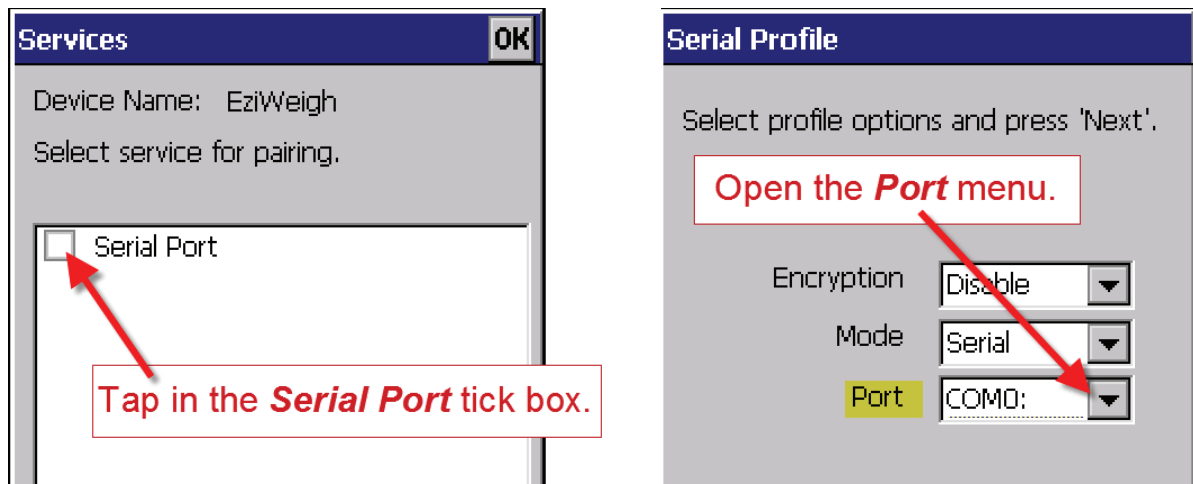 Services
OK
Device Name: EziWeigh
Select service for pairing.
Serial Port
Tap in the Serial Port tick box.
Serial Profile
Select profile options and press 'Next'.
Open the Port menu.
Encryption Disable
Mode Serial
Port COM0: